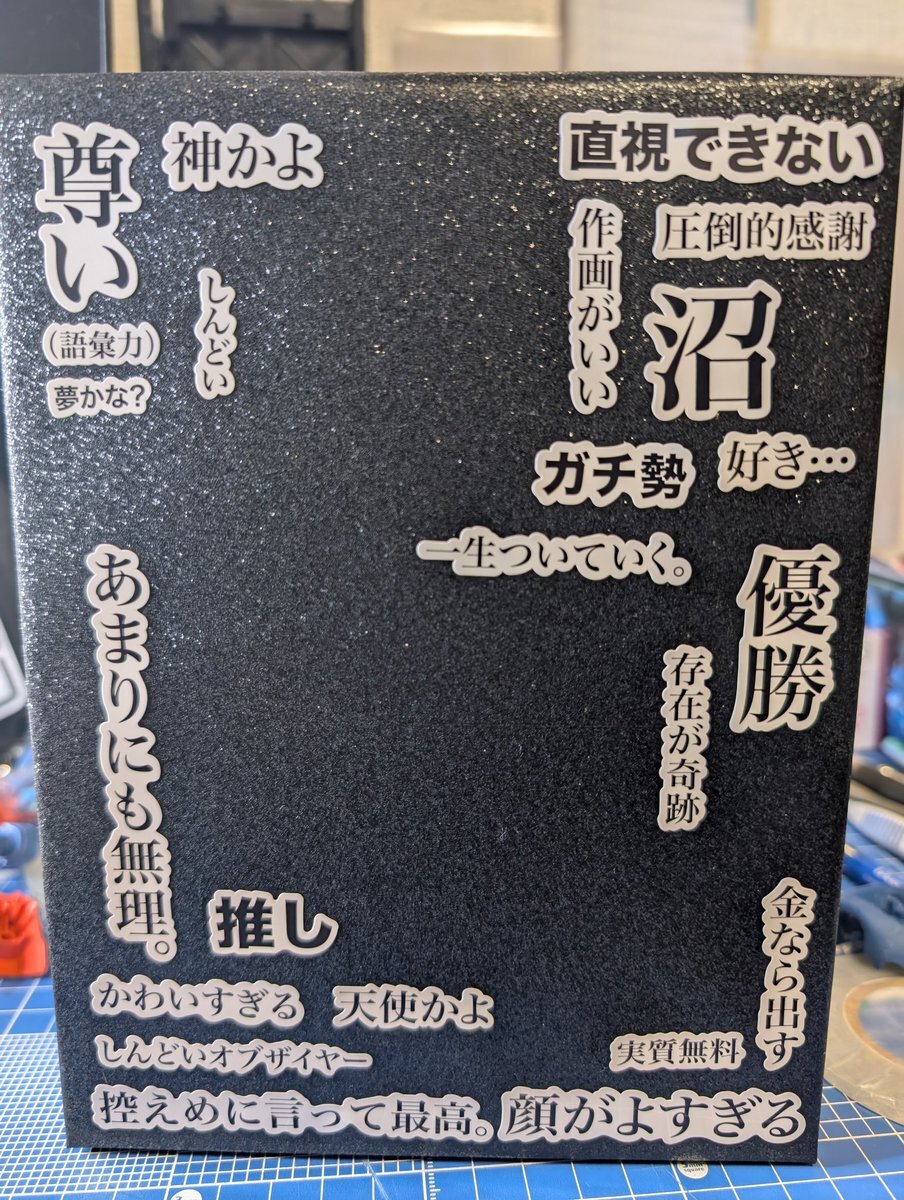 尊い
神かよ
しんどい
(語彙力)
夢かな?
直視できない
圧倒的感謝
作画がいい
沼
ガチ勢
好き…
一生ついていく。
優勝
存在が奇跡
あまりにも無理。
推し
金なら出す
かわいすぎる
天使かよ
しんどいオブザイヤー
実質無料
控えめに言って最高。
顔がよすぎる